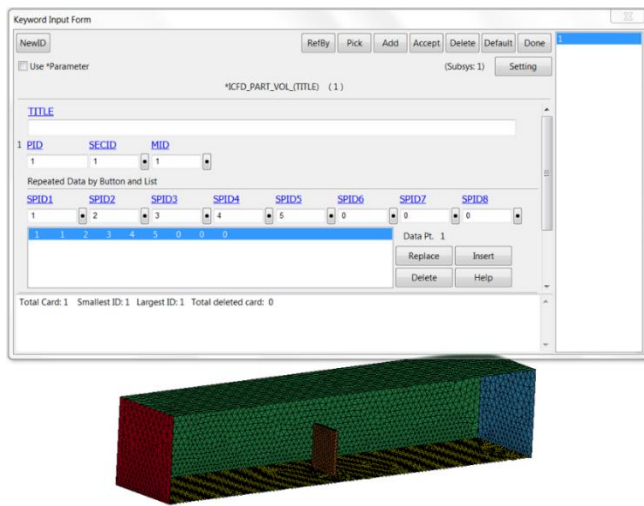 Keyword Input Form
NewID RefBy Pick Add Accept Delete Default Done 1
Use *Parameter (Subsys: 1) Setting
*ICFD_PART_VOL_(TITLE) (1)
TITLE
1 PID SECID MID
1 1 1
Repeated Data by Button and List
SPID1 SPID2 SPID3 SPID4 SPID5 SPID6 SPID7 SPID8
1 2 3 4 5 0 0 0
1 1 2 3 4 5 0 0 0 Data Pt. 1
Replace Insert
Delete Help
Total Card: 1 Smallest ID: 1 Largest ID: 1 Total deleted card: 0